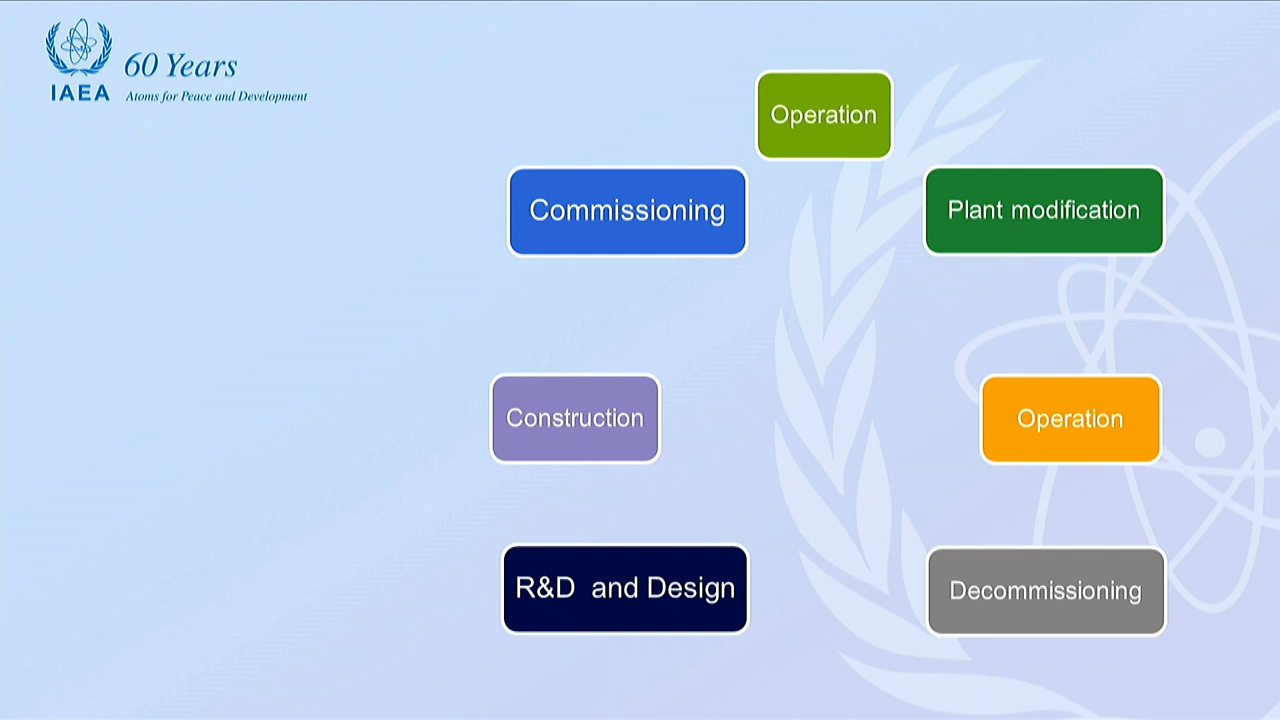 60 Years
IAEA
Atoms for Peace and Development
Operation
Commissioning
Plant modification
Construction
Operation
R&D and Design
Decommissioning